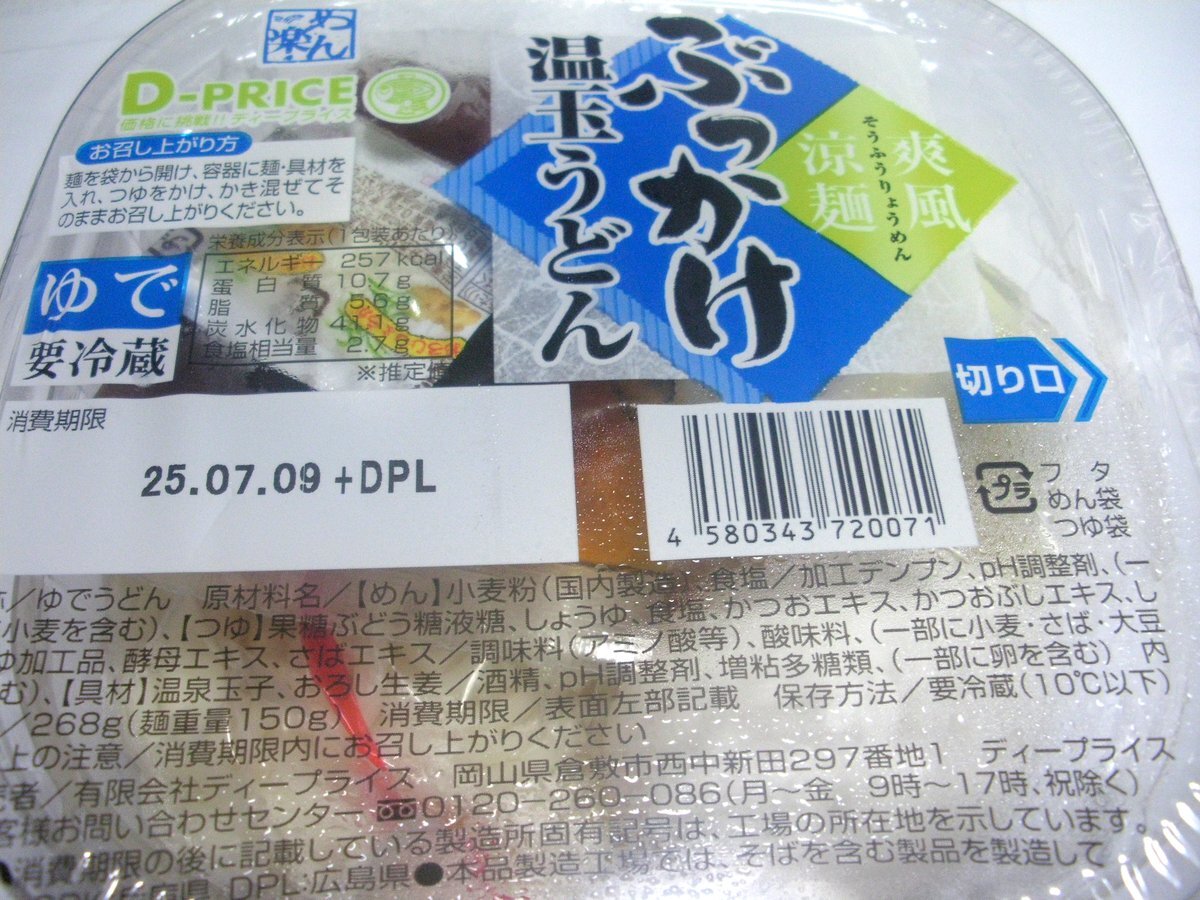 めん楽
D-PRICE
価格に挑戦!!ディープライス
お召し上がり方
麺を袋から開け、容器に麺・具材を
入れ、つゆをかけ、かき混ぜてそ
のままお召し上がりください。
ぶっかけ
温玉うどん
爽風
涼麺
そうふうりょうめん
栄養成分表示(1包装あたり)
エネルギー 257kcal
蛋白質 10.7g
脂質 5.6g
炭水化物 41.1g
食塩相当量 2.7g
※推定値
ゆで
要冷蔵
切り口
消費期限
25.07.09 +DPL
4 580343 720071
プラ
フタ
めん袋
つゆ袋
/ゆでうどん 原材料名/【めん】小麦粉(国内製造)、食塩/加工デンプン、pH調整剤、(一
小麦を含む)、【つゆ】果糖ぶどう糖液糖、しょうゆ、食塩、かつおエキス、かつおぶしエキス、し
ゆ加工品、酵母エキス、さばエキス/調味料(アミノ酸等)、酸味料、(一部に小麦・さば・大豆
む)、【具材】温泉玉子、おろし生姜/酒精、pH調整剤、増粘多糖類、(一部に卵を含む) 内
/268g(麺重量150g) 消費期限/表面左部記載 保存方法/要冷蔵(10℃以下)
上の注意/消費期限内にお召し上がりください
者/有限会社ディープライス 岡山県倉敷市西中新田297番地1 ディープライス
客様お問い合わせセンター 0120-260-086(月~金 9時~17時、祝除く)
消費期限の後に記載している製造所固有記号は、工場の所在地を示しています。
DPL:広島県●本品製造工場では、そばを含む製品を製造して